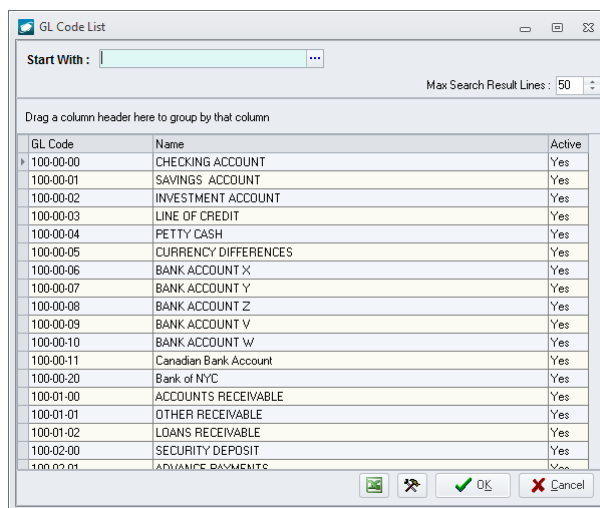 GL Code List
Start With :
Max Search Result Lines : 50
Drag a column header here to group by that column
GL Code Name Active
100-00-00 CHECKING ACCOUNT Yes
100-00-01 SAVINGS ACCOUNT Yes
100-00-02 INVESTMENT ACCOUNT Yes
100-00-03 LINE OF CREDIT Yes
100-00-04 PETTY CASH Yes
100-00-05 CURRENCY DIFFERENCES Yes
100-00-06 BANK ACCOUNT X Yes
100-00-07 BANK ACCOUNT Y Yes
100-00-08 BANK ACCOUNT Z Yes
100-00-09 BANK ACCOUNT V Yes
100-00-10 BANK ACCOUNT W Yes
100-00-11 Canadian Bank Account Yes
100-00-20 Bank of NYC Yes
100-01-00 ACCOUNTS RECEIVABLE Yes
100-01-01 OTHER RECEIVABLE Yes
100-01-02 LOANS RECEIVABLE Yes
100-02-00 SECURITY DEPOSIT Yes
100-02-01 ADVANCE PAYMENTS Yes
OK Cancel